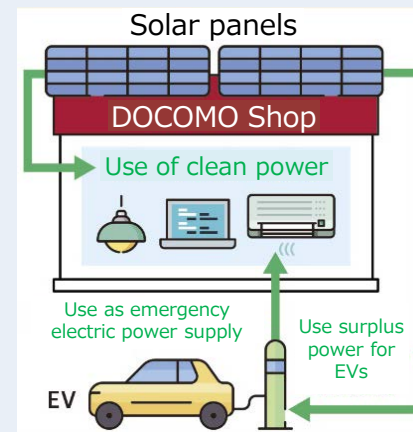 Solar panels
DOCOMO Shop
Use of clean power
Use as emergency
electric power supply
Use surplus
power for
EVs
EV